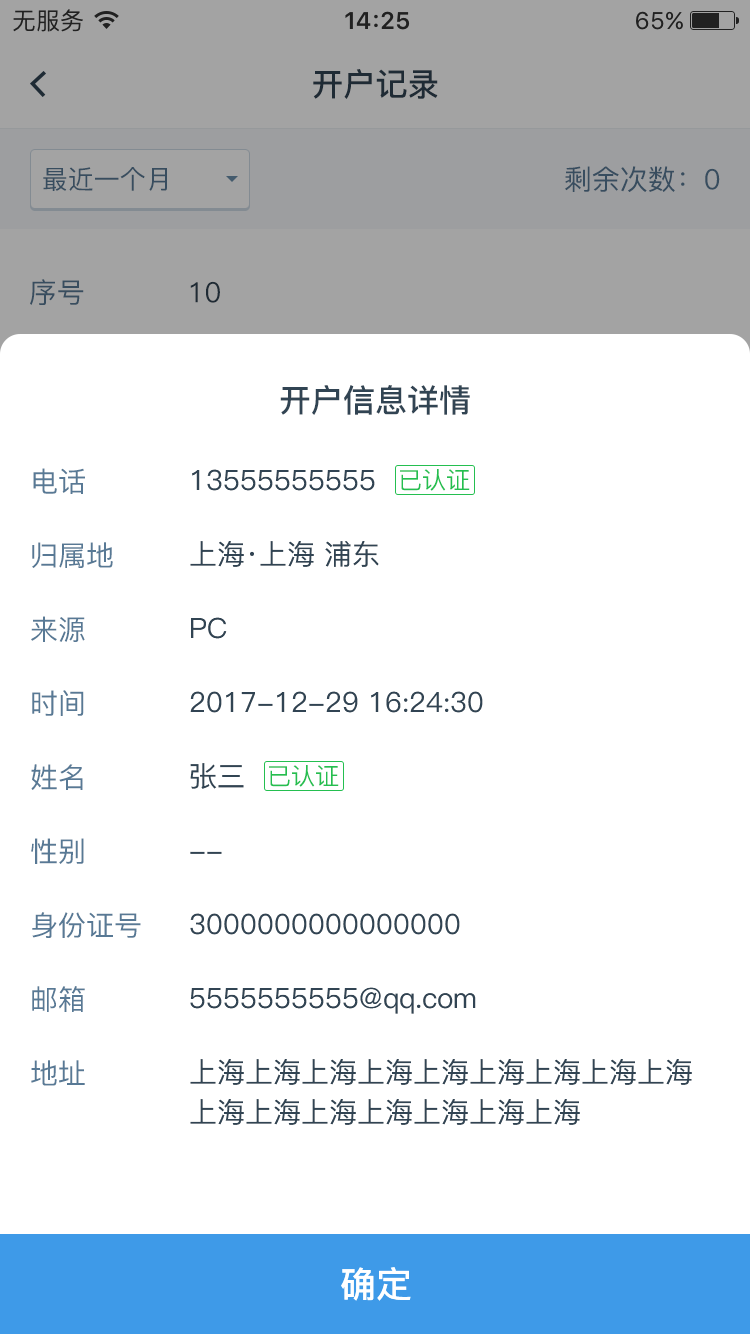 无服务 14:25 65%
开户记录
最近一个月 剩余次数：0
序号 10
开户信息详情
电话 13555555555 已认证
归属地 上海·上海 浦东
来源 PC
时间 2017-12-29 16:24:30
姓名 张三 已认证
性别 --
身份证号 3000000000000000
邮箱 5555555555@qq.com
地址 上海上海上海上海上海上海上海上海上海
上海上海上海上海上海上海上海
确定